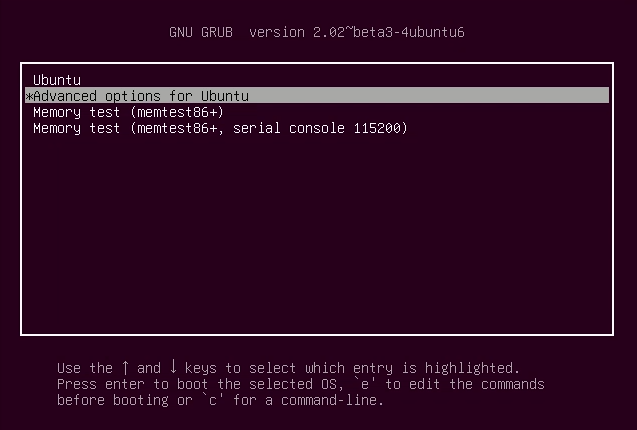 GNU GRUB  version 2.02~beta3-4ubuntu6
Ubuntu
*Advanced options for Ubuntu
Memory test (memtest86+)
Memory test (memtest86+, serial console 115200)
Use the ↑ and ↓ keys to select which entry is highlighted.
Press enter to boot the selected OS, `e' to edit the commands
before booting or `c' for a command-line.